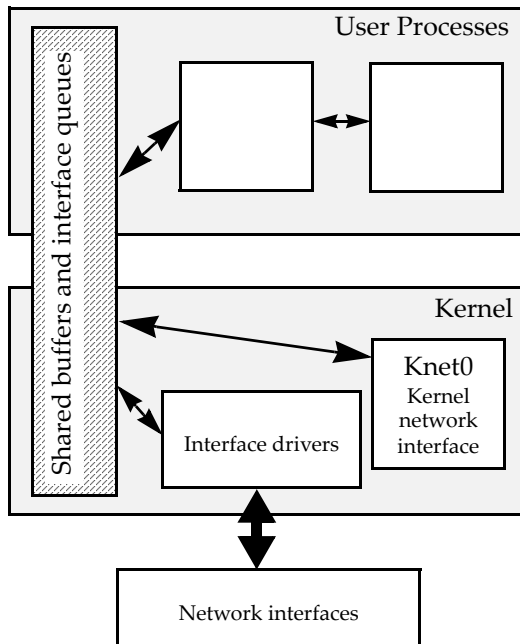 User Processes
Shared buffers and interface queues
Kernel
Knet0
Kernel
network
interface
Interface drivers
Network interfaces